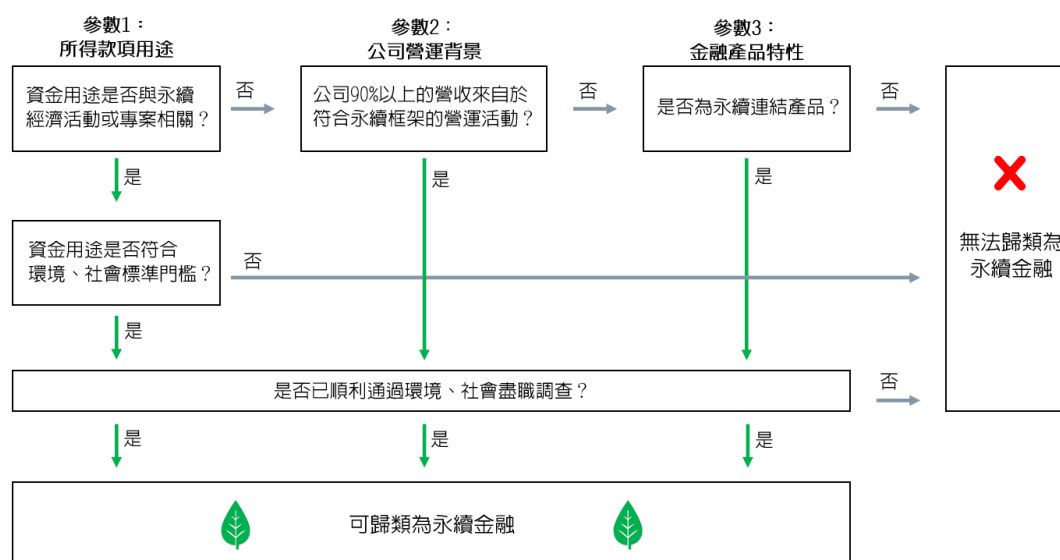 參數1：
所得款項用途
參數2：
公司營運背景
參數3：
金融產品特性
資金用途是否與永續
經濟活動或專案相關？
否
公司90%以上的營收來自於
符合永續框架的營運活動？
否
是否為永續連結產品？
否
是
是
是
資金用途是否符合
環境、社會標準門檻？
否
無法歸類為
永續金融
是
是否已順利通過環境、社會盡職調查？
否
是
是
是
可歸類為永續金融